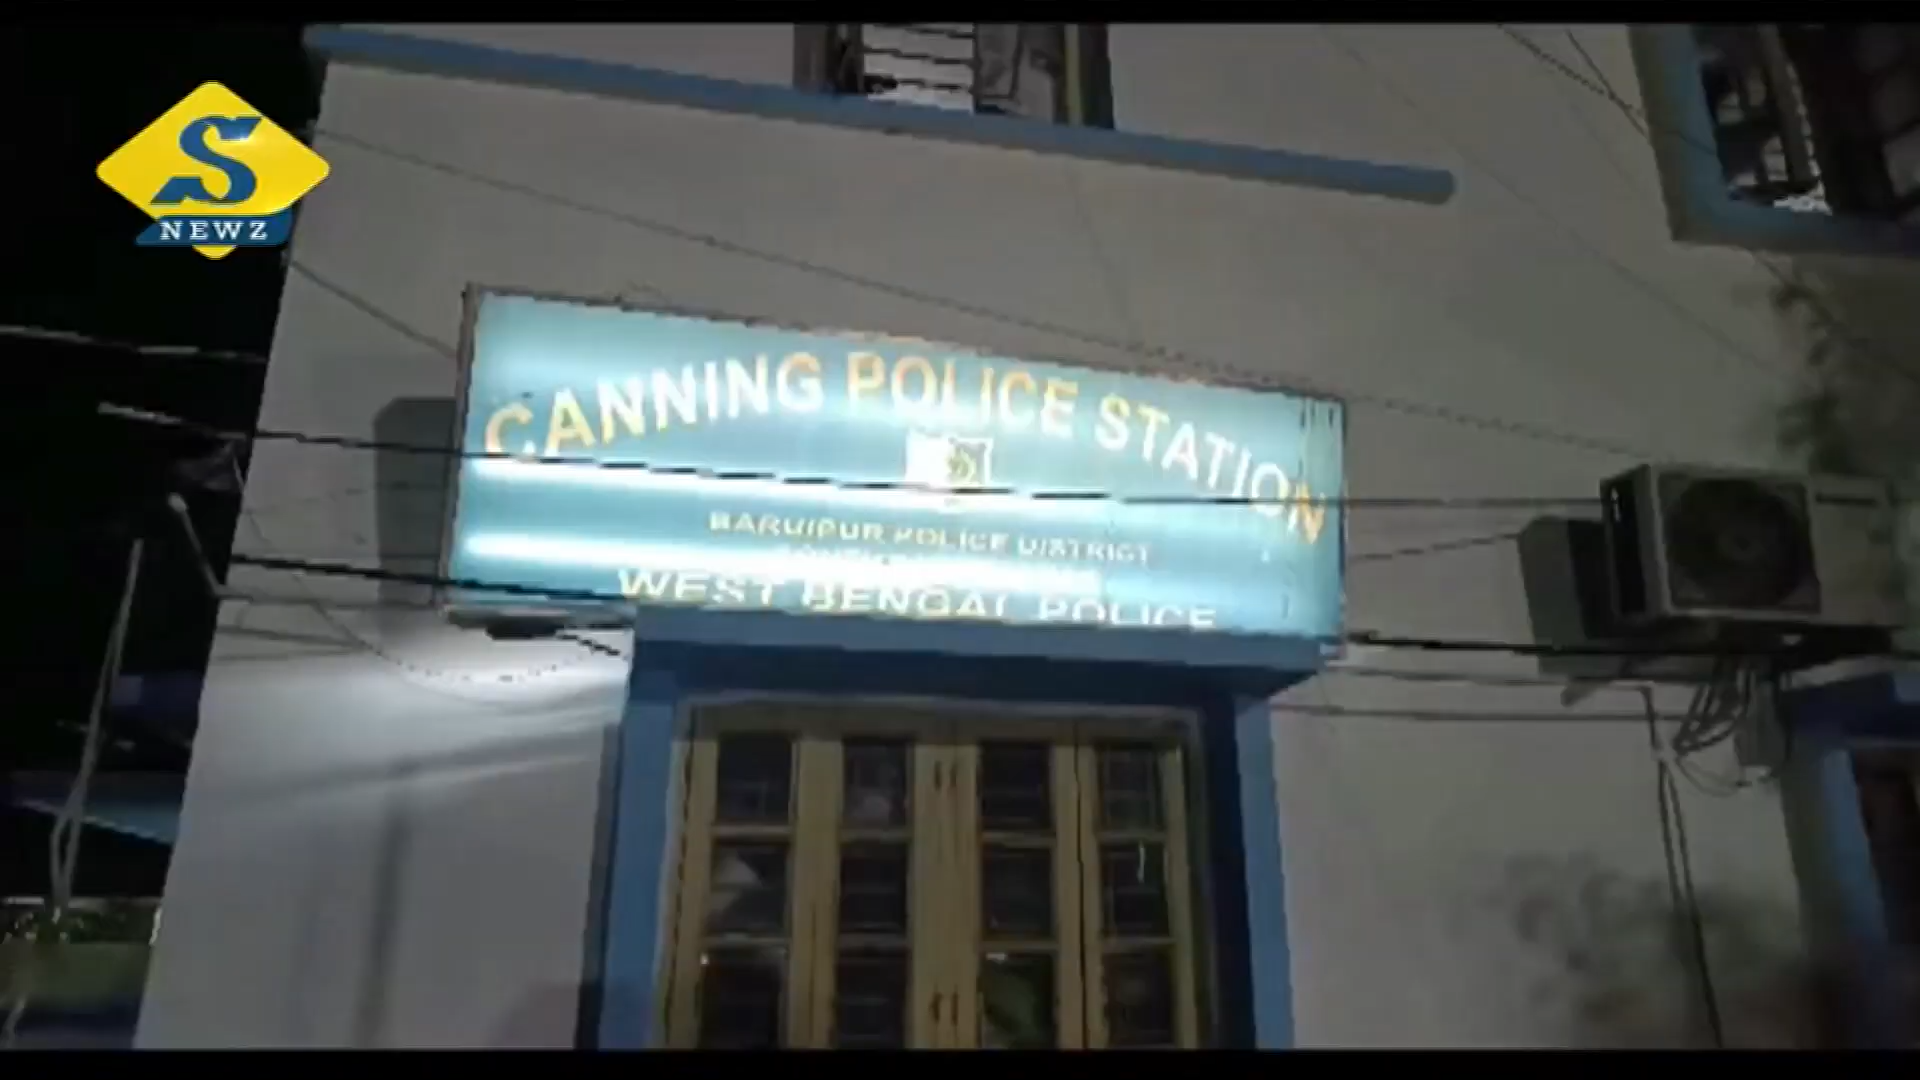 S
NEWZ
CANNING POLICE STATION
BARUIPUR POLICE DISTRICT
WEST BENGAL POLICE